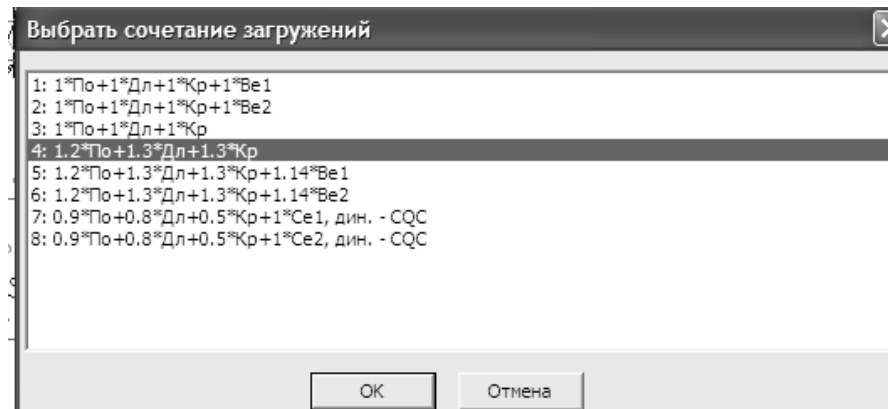 Выбрать сочетание загружений
1: 1*По+1*Дл+1*Кр+1*Ве1
2: 1*По+1*Дл+1*Кр+1*Ве2
3: 1*По+1*Дл+1*Кр
4: 1.2*По+1.3*Дл+1.3*Кр
5: 1.2*По+1.3*Дл+1.3*Кр+1.14*Ве1
6: 1.2*По+1.3*Дл+1.3*Кр+1.14*Ве2
7: 0.9*По+0.8*Дл+0.5*Кр+1*Се1, дин. - CQC
8: 0.9*По+0.8*Дл+0.5*Кр+1*Се2, дин. - CQC
OK Отмена